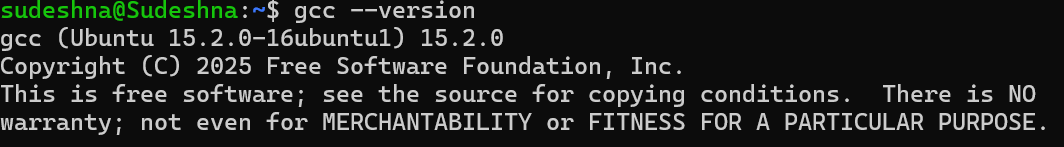 sudeshna@Sudeshna:~$ gcc --version
gcc (Ubuntu 15.2.0-16ubuntu1) 15.2.0
Copyright (C) 2025 Free Software Foundation, Inc.
This is free software; see the source for copying conditions.  There is NO
warranty; not even for MERCHANTABILITY or FITNESS FOR A PARTICULAR PURPOSE.